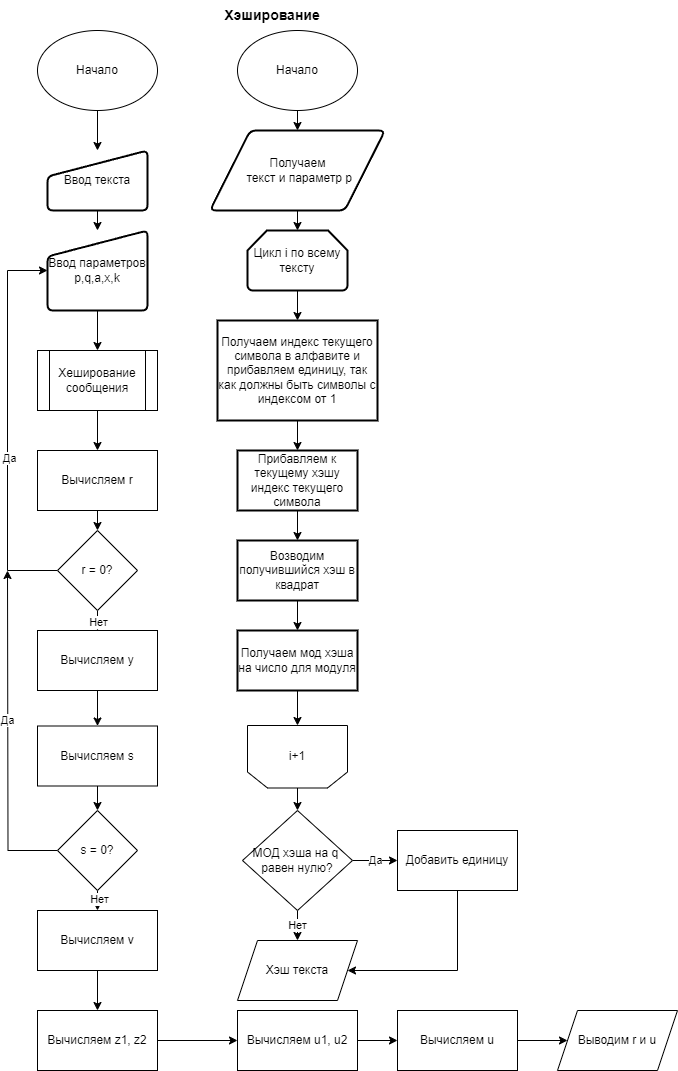 Хэширование
Начало
Ввод текста
Ввод параметров
p,q,a,x,k
Хеширование
сообщения
Вычисляем r
Да
r = 0?
Нет
Вычисляем y
Да
Вычисляем s
s = 0?
Нет
Вычисляем v
Вычисляем z1, z2
Вычисляем u1, u2
Вычисляем u
Выводим r и u
Начало
Получаем
текст и параметр p
Цикл i по всему
тексту
Получаем индекс текущего
символа в алфавите и
прибавляем единицу, так
как должны быть символы с
индексом от 1
Прибавляем к
текущему хэшу
индекс текущего
символа
Возводим
получившийся хэш в
квадрат
Получаем мод хэша
на число для модуля
i+1
МОД хэша на q
равен нулю?
Да
Добавить единицу
Нет
Хэш текста